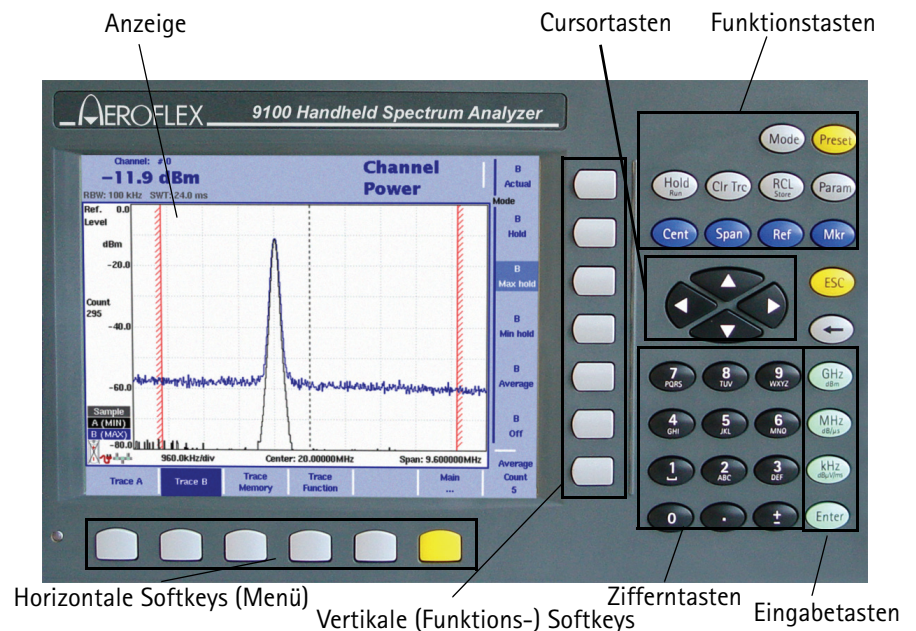 Anzeige
Cursortasten
Funktionstasten
AEROFLEX
9100 Handheld Spectrum Analyzer
Channel: # 0
−11.9 dBm
RBW: 100 kHz SWT: 24.0 ms
Channel
Power
Ref. 0.0
Level
dBm
-20.0
Count
295
-40.0
-60.0
Sample
A (MIN)
B (MAX)
-80.0
960.0kHz/div
Center: 20.00000MHz
Span: 9.600000MHz
B
Actual
Mode
B
Hold
B
Max hold
B
Min hold
B
Average
B
Off
Average
Count
5
Trace A
Trace B
Trace
Memory
Trace
Function
Main
...
Mode
Preset
Hold
Run
Clr Trc
RCL
Store
Param
Cent
Span
Ref
Mkr
ESC
7
PQRS
8
TUV
9
WXYZ
GHz
dBm
4
GHI
5
JKL
6
MNO
MHz
dB/µs
1
2
ABC
3
DEF
kHz
dBµV/ms
0
.
±
Enter
Horizontale Softkeys (Menü)
Vertikale (Funktions-) Softkeys
Zifferntasten
Eingabetasten